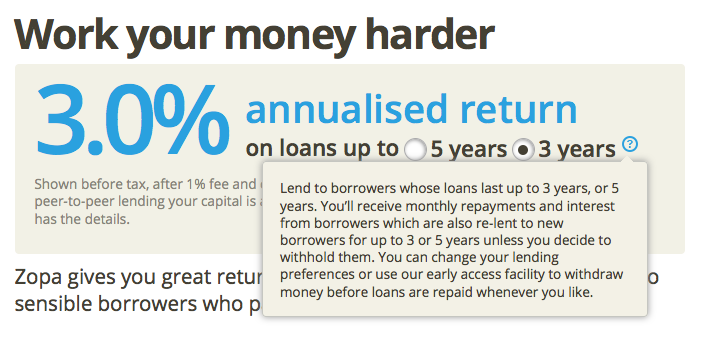 Work your money harder
3.0% annualised return
on loans up to 5 years 3 years ?
Shown before tax, after 1% fee and
peer-to-peer lending your capital is
has the details.
Lend to borrowers whose loans last up to 3 years, or 5
years. You’ll receive monthly repayments and interest
from borrowers which are also re-lent to new
borrowers for up to 3 or 5 years unless you decide to
withhold them. You can change your lending
preferences or use our early access facility to withdraw
money before loans are repaid whenever you like.
Zopa gives you great
sensible borrowers who